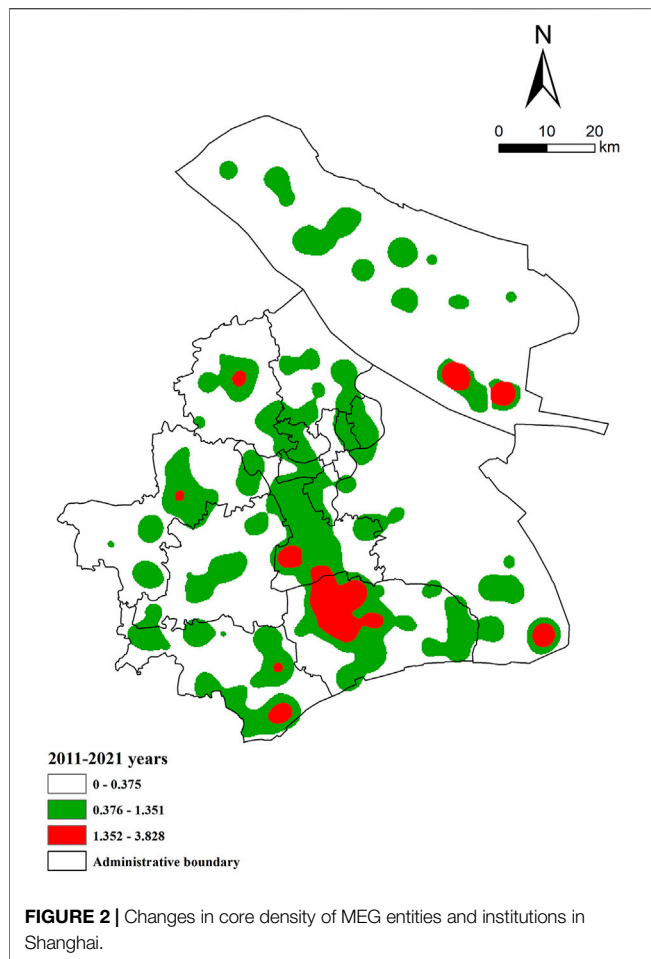 N
0 10 20
km
2011-2021 years
0 - 0.375
0.376 - 1.351
1.352 - 3.828
Administrative boundary
FIGURE 2 | Changes in core density of MEG entities and institutions in
Shanghai.